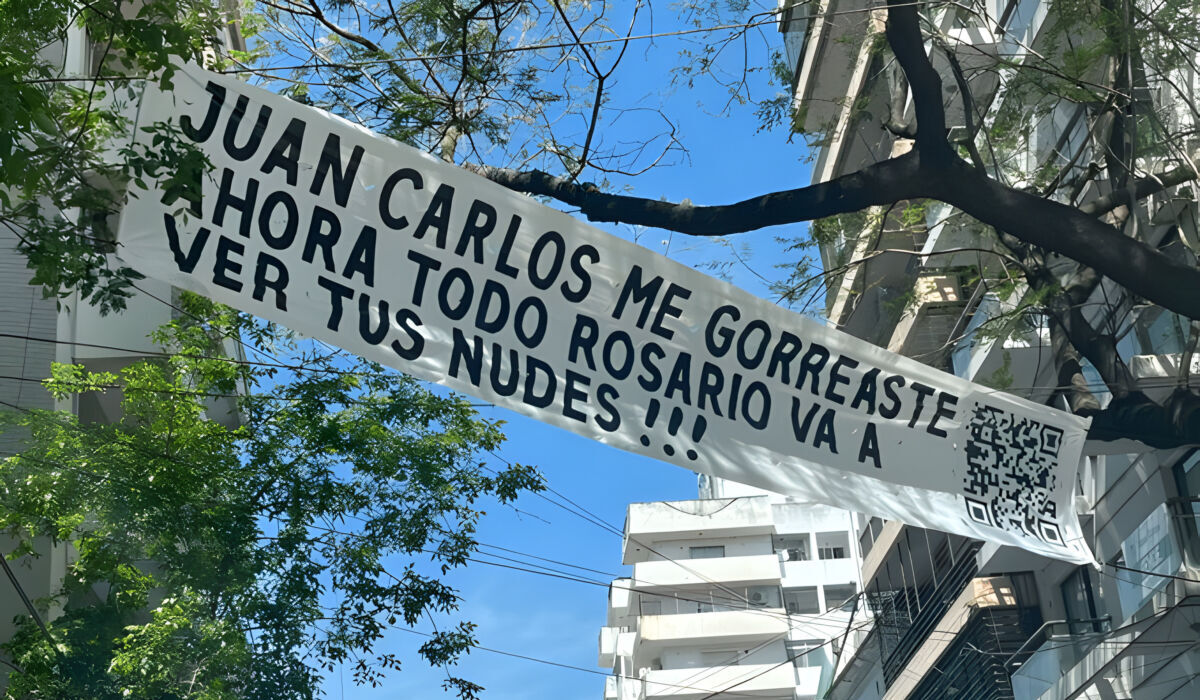 JUAN CARLOS ME GORREASTE
AHORA TODO ROSARIO VA A
VER TUS NUDES !!!